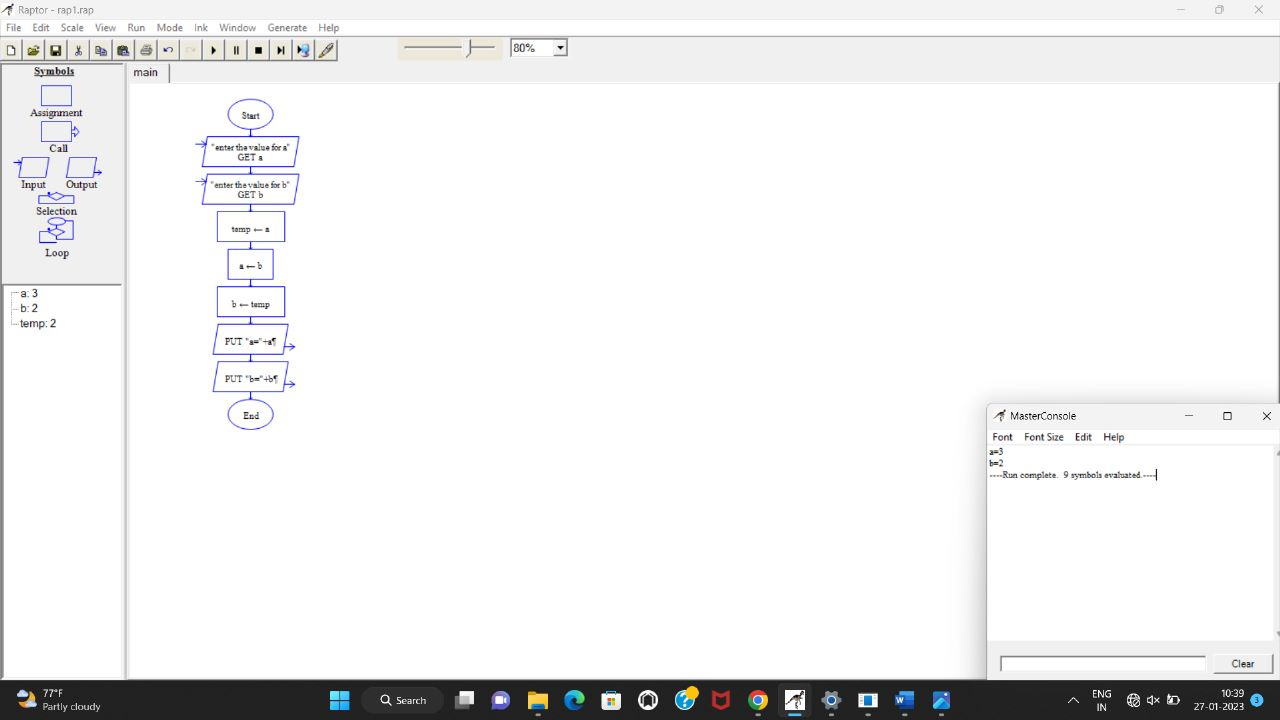 Raptor - rap1.rap
File Edit Scale View Run Mode Ink Window Generate Help
80%
Symbols
Assignment
Call
Input Output
Selection
Loop
a: 3
b: 2
temp: 2
main
Start
"enter the value for a"
GET a
"enter the value for b"
GET b
temp ← a
a ← b
b ← temp
PUT "a="+a¶
PUT "b="+b¶
End
MasterConsole
Font Font Size Edit Help
a=3
b=2
----Run complete. 9 symbols evaluated.----
Clear
77°F
Partly cloudy
Search
ENG
IN
10:39
27-01-2023
3